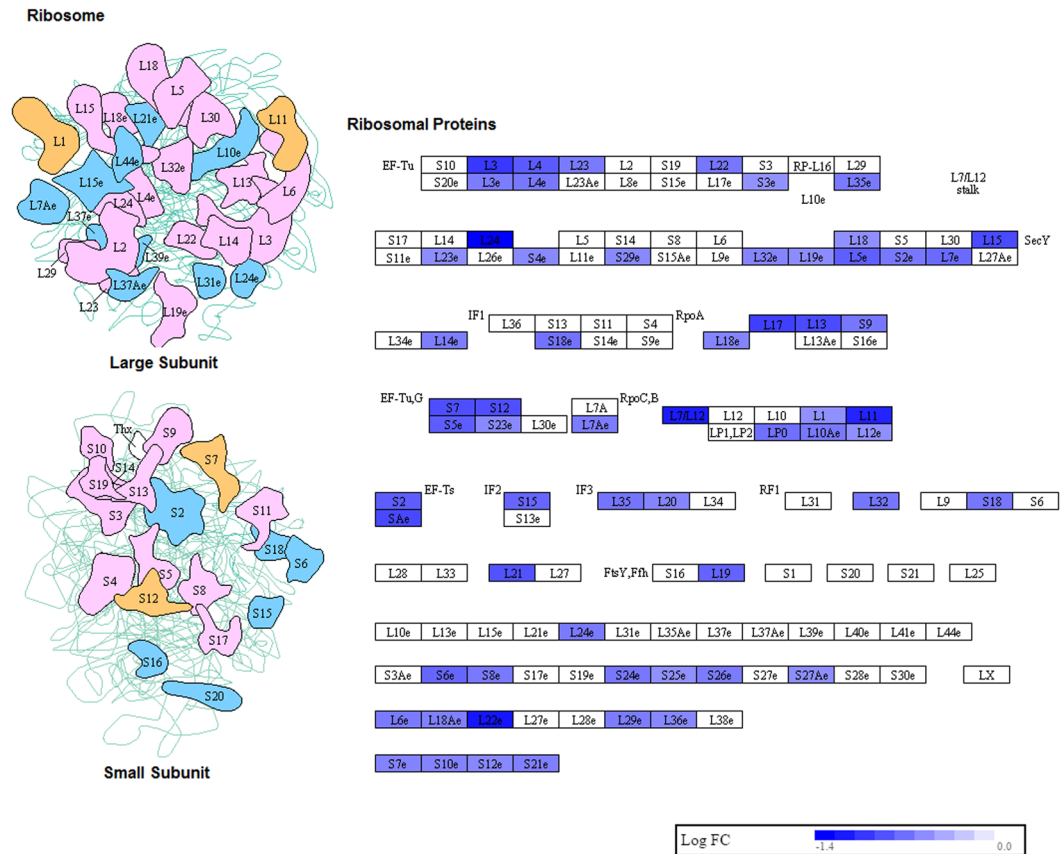 Ribosome
L18
L5
L15
L18e
L21e
L30
L11
L1
L44e
L10e
L32e
L15e
L13
L6
L7Ae
L4e
L24
L37e
L2
L22
L14
L3
L39e
L29
L37Ae
L31e
L24e
L23
L19e
Large Subunit
Thx
S9
S10
S14
S7
S19
S13
S3
S2
S11
S18
S6
S4
S5
S8
S12
S15
S17
S16
S20
Small Subunit
Ribosomal Proteins
EF-Tu S10 L3 L4 L23 L2 S19 L22 S3 RP-L16 L29
S20e L3e L4e L23Ae L8e S15e L17e S3e L10e L35e
L7/L12
stalk
S17 L14 L24 L5 S14 S8 L6 L18 S5 L30 L15 SecY
S11e L23e L26e S4e L11e S29e S15Ae L9e L32e L19e L5e S2e L7e L27Ae
IF1 L36 S13 S11 S4 RpoA L17 L13 S9
L34e L14e S18e S14e S9e L18e L13Ae S16e
EF-Tu,G S7 S12 L7A RpoC,B L7/L12 L12 L10 L1 L11
S5e S23e L30e L7Ae LP1,LP2 LP0 L10Ae L12e
S2 EF-Ts IF2 S15 IF3 L35 L20 L34 RF1 L31 L32 L9 S18 S6
SAe S13e
L28 L33 L21 L27 FtsY,Ffh S16 L19 S1 S20 S21 L25
L10e L13e L15e L21e L24e L31e L35Ae L37e L37Ae L39e L40e L41e L44e
S3Ae S6e S8e S17e S19e S24e S25e S26e S27e S27Ae S28e S30e LX
L6e L18Ae L22e L27e L28e L29e L36e L38e
S7e S10e S12e S21e
Log FC
-1.4 0.0